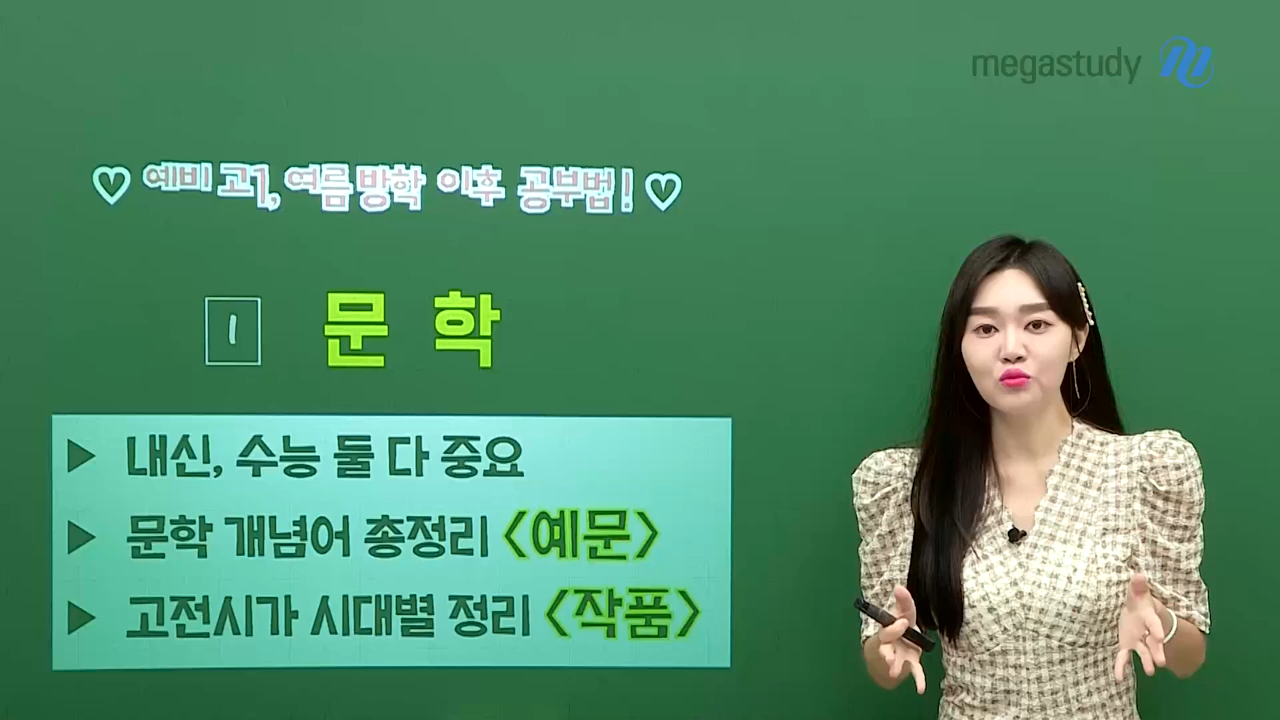 megastudy
♡ 예비 고1, 여름방학 이후 공부법! ♡
1 문학
▶ 내신, 수능 둘 다 중요
▶ 문학 개념어 총정리 <예문>
▶ 고전시가 시대별 정리 <작품>